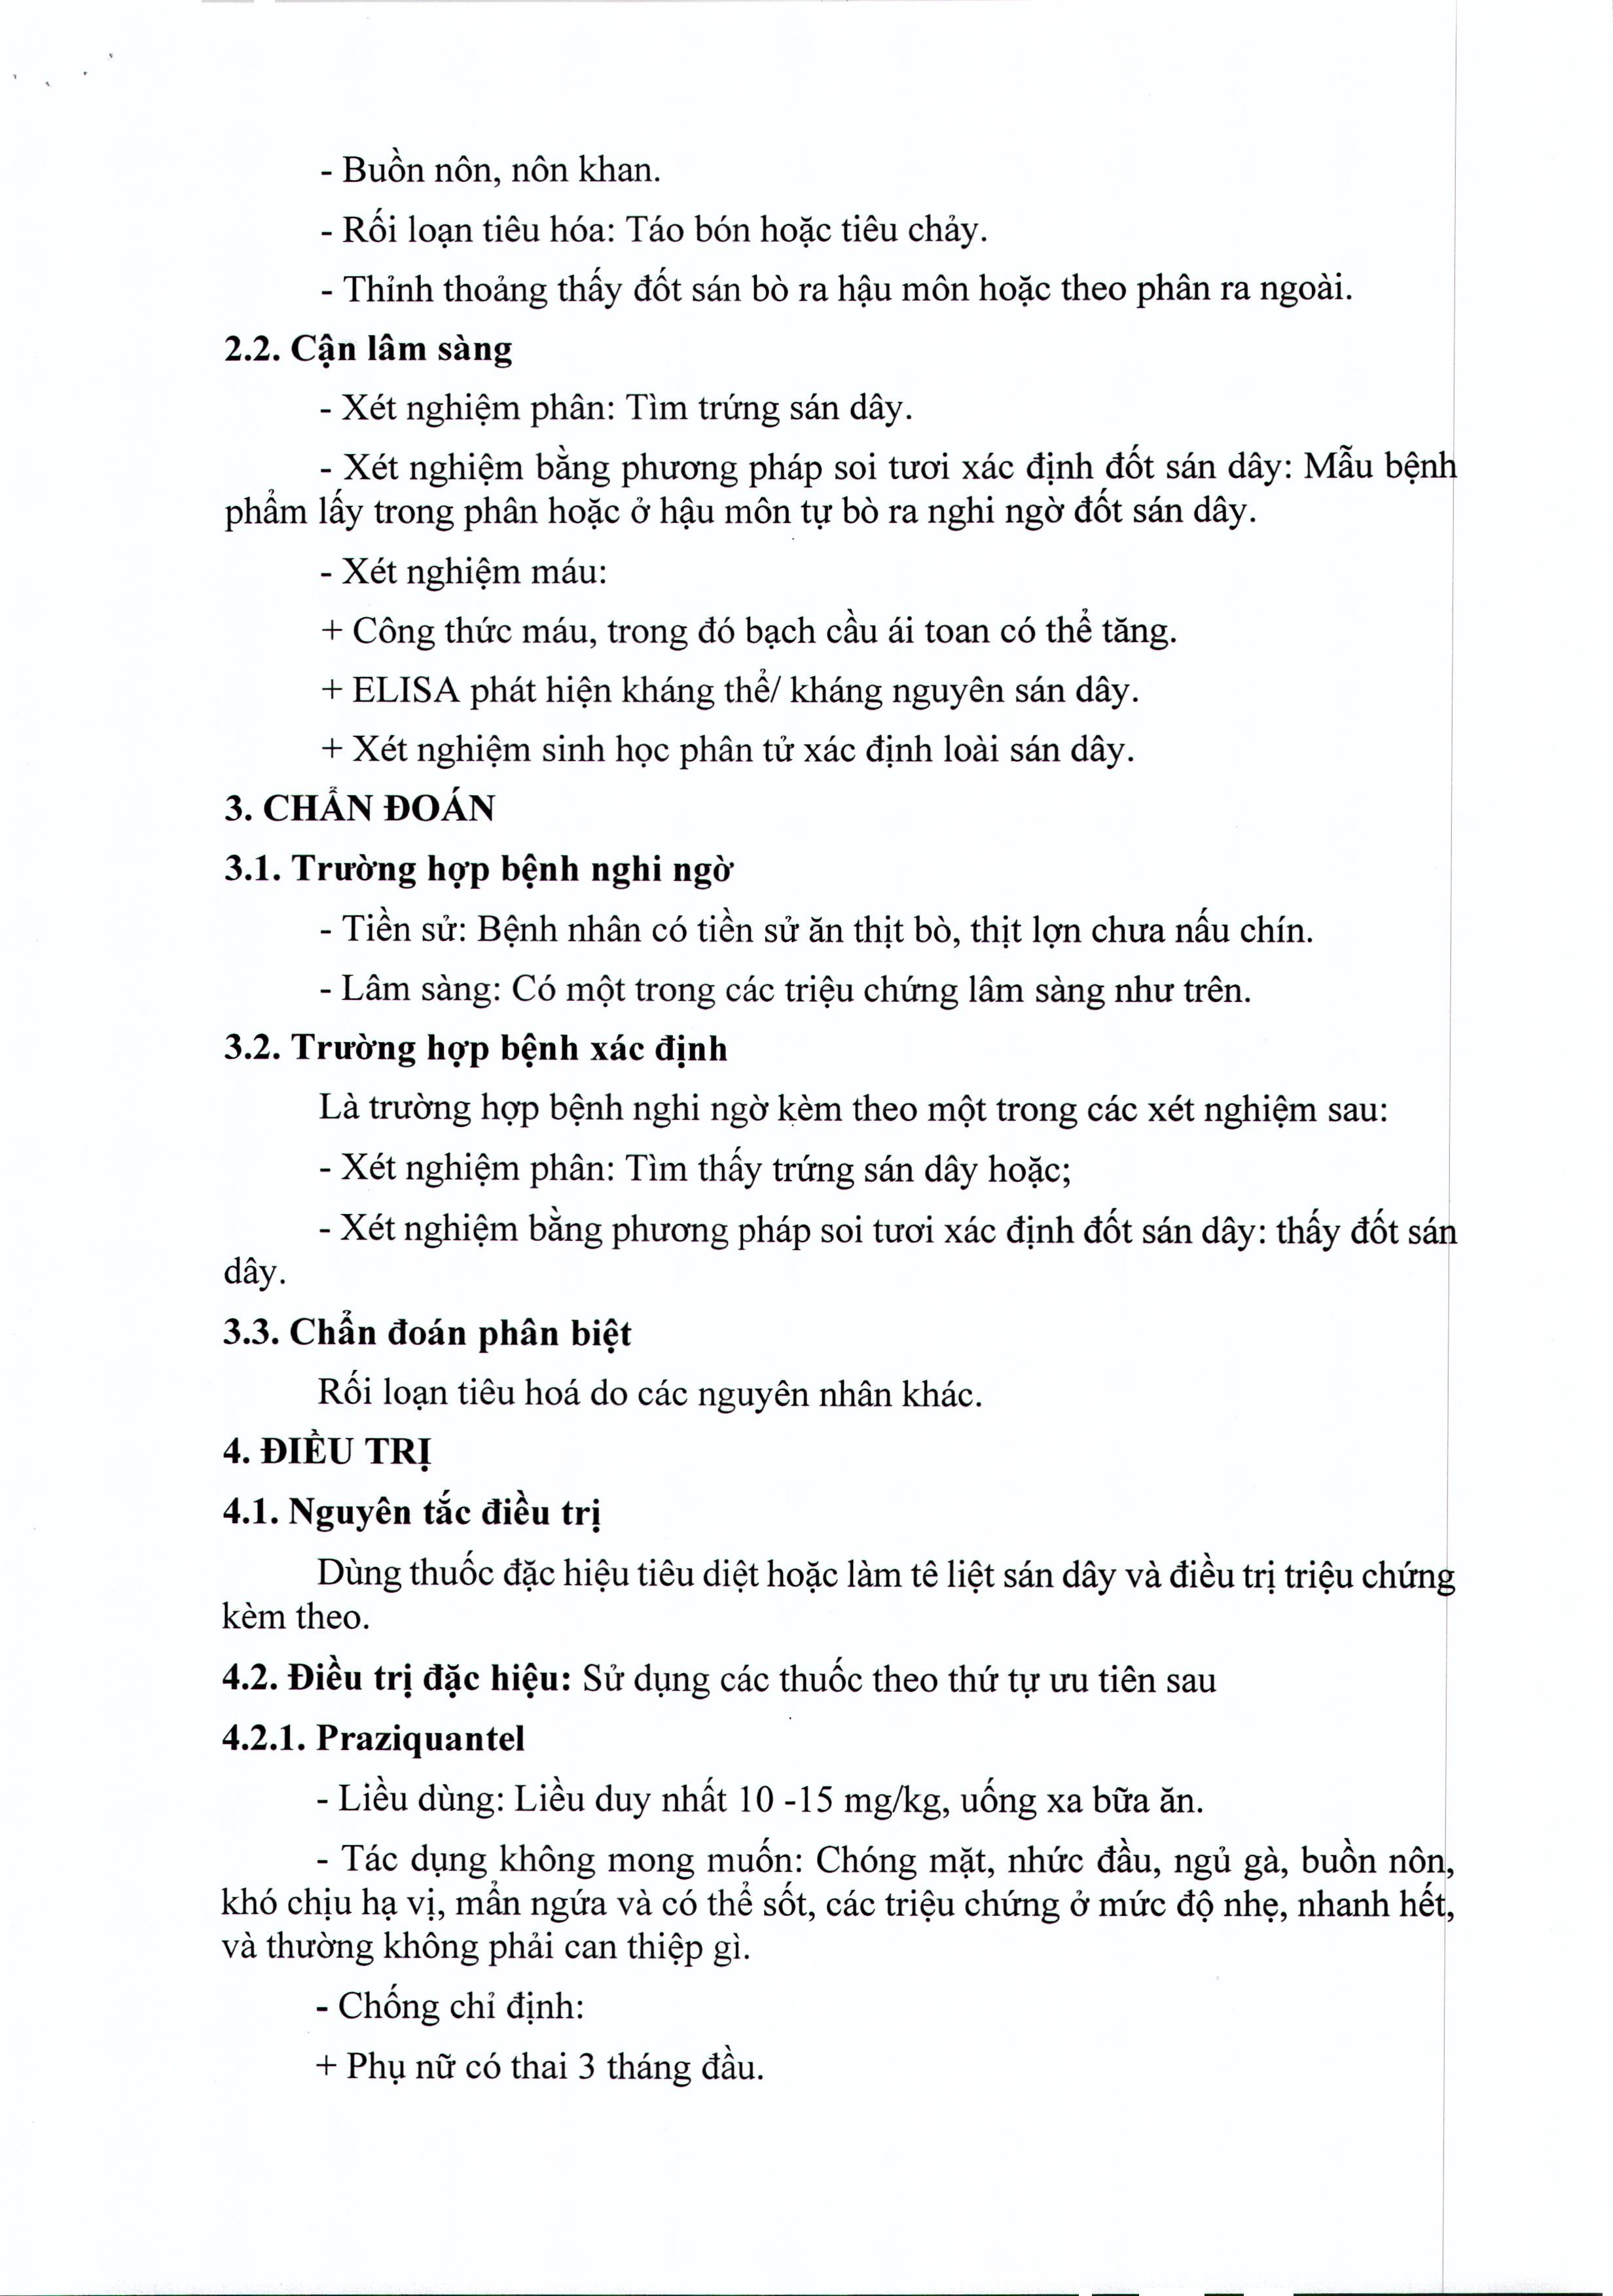 - Buồn nôn, nôn khan.
- Rối loạn tiêu hóa: Táo bón hoặc tiêu chảy.
- Thỉnh thoảng thấy đốt sán bò ra hậu môn hoặc theo phân ra ngoài.
2.2. Cận lâm sàng
- Xét nghiệm phân: Tìm trứng sán dây.
- Xét nghiệm bằng phương pháp soi tươi xác định đốt sán dây: Mẫu bệnh
phẩm lấy trong phân hoặc ở hậu môn tự bò ra nghi ngờ đốt sán dây.
- Xét nghiệm máu:
+ Công thức máu, trong đó bạch cầu ái toan có thể tăng.
+ ELISA phát hiện kháng thể/ kháng nguyên sán dây.
+ Xét nghiệm sinh học phân tử xác định loài sán dây.
3. CHẨN ĐOÁN
3.1. Trường hợp bệnh nghi ngờ
- Tiền sử: Bệnh nhân có tiền sử ăn thịt bò, thịt lợn chưa nấu chín.
- Lâm sàng: Có một trong các triệu chứng lâm sàng như trên.
3.2. Trường hợp bệnh xác định
Là trường hợp bệnh nghi ngờ kèm theo một trong các xét nghiệm sau:
- Xét nghiệm phân: Tìm thấy trứng sán dây hoặc;
- Xét nghiệm bằng phương pháp soi tươi xác định đốt sán dây: thấy đốt sán
dây.
3.3. Chẩn đoán phân biệt
Rối loạn tiêu hoá do các nguyên nhân khác.
4. ĐIỀU TRỊ
4.1. Nguyên tắc điều trị
Dùng thuốc đặc hiệu tiêu diệt hoặc làm tê liệt sán dây và điều trị triệu chứng
kèm theo.
4.2. Điều trị đặc hiệu: Sử dụng các thuốc theo thứ tự ưu tiên sau
4.2.1. Praziquantel
- Liều dùng: Liều duy nhất 10 -15 mg/kg, uống xa bữa ăn.
- Tác dụng không mong muốn: Chóng mặt, nhức đầu, ngủ gà, buồn nôn,
khó chịu hạ vị, mẩn ngứa và có thể sốt, các triệu chứng ở mức độ nhẹ, nhanh hết,
và thường không phải can thiệp gì.
- Chống chỉ định:
+ Phụ nữ có thai 3 tháng đầu.